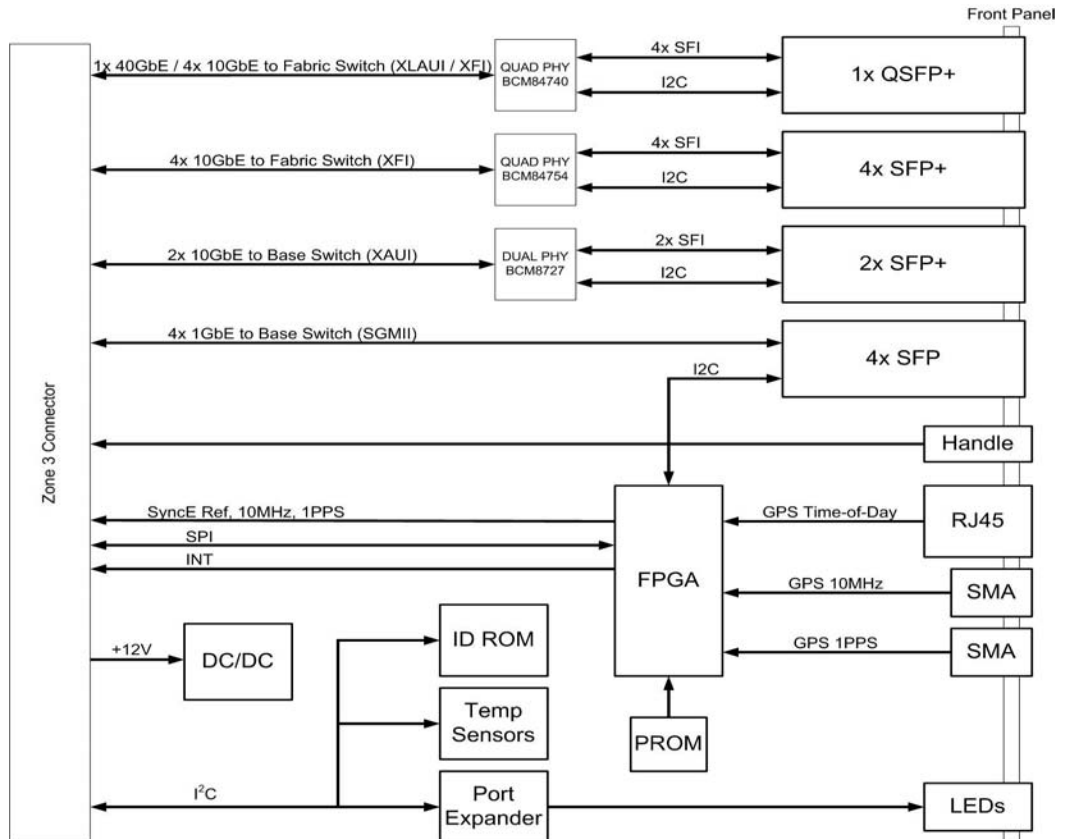 Front Panel
1x 40GbE / 4x 10GbE to Fabric Switch (XLAUI / XFI)
QUAD PHY
BCM84740
4x SFI
I2C
1x QSFP+
4x 10GbE to Fabric Switch (XFI)
QUAD PHY
BCM84754
4x SFI
I2C
4x SFP+
2x 10GbE to Base Switch (XAUI)
DUAL PHY
BCM8727
2x SFI
I2C
2x SFP+
4x 1GbE to Base Switch (SGMII)
4x SFP
I2C
Zone 3 Connector
Handle
SyncE Ref, 10MHz, 1PPS
SPI
INT
FPGA
GPS Time-of-Day
RJ45
GPS 10MHz
SMA
GPS 1PPS
SMA
+12V
DC/DC
ID ROM
Temp
Sensors
PROM
I²C
Port
Expander
LEDs